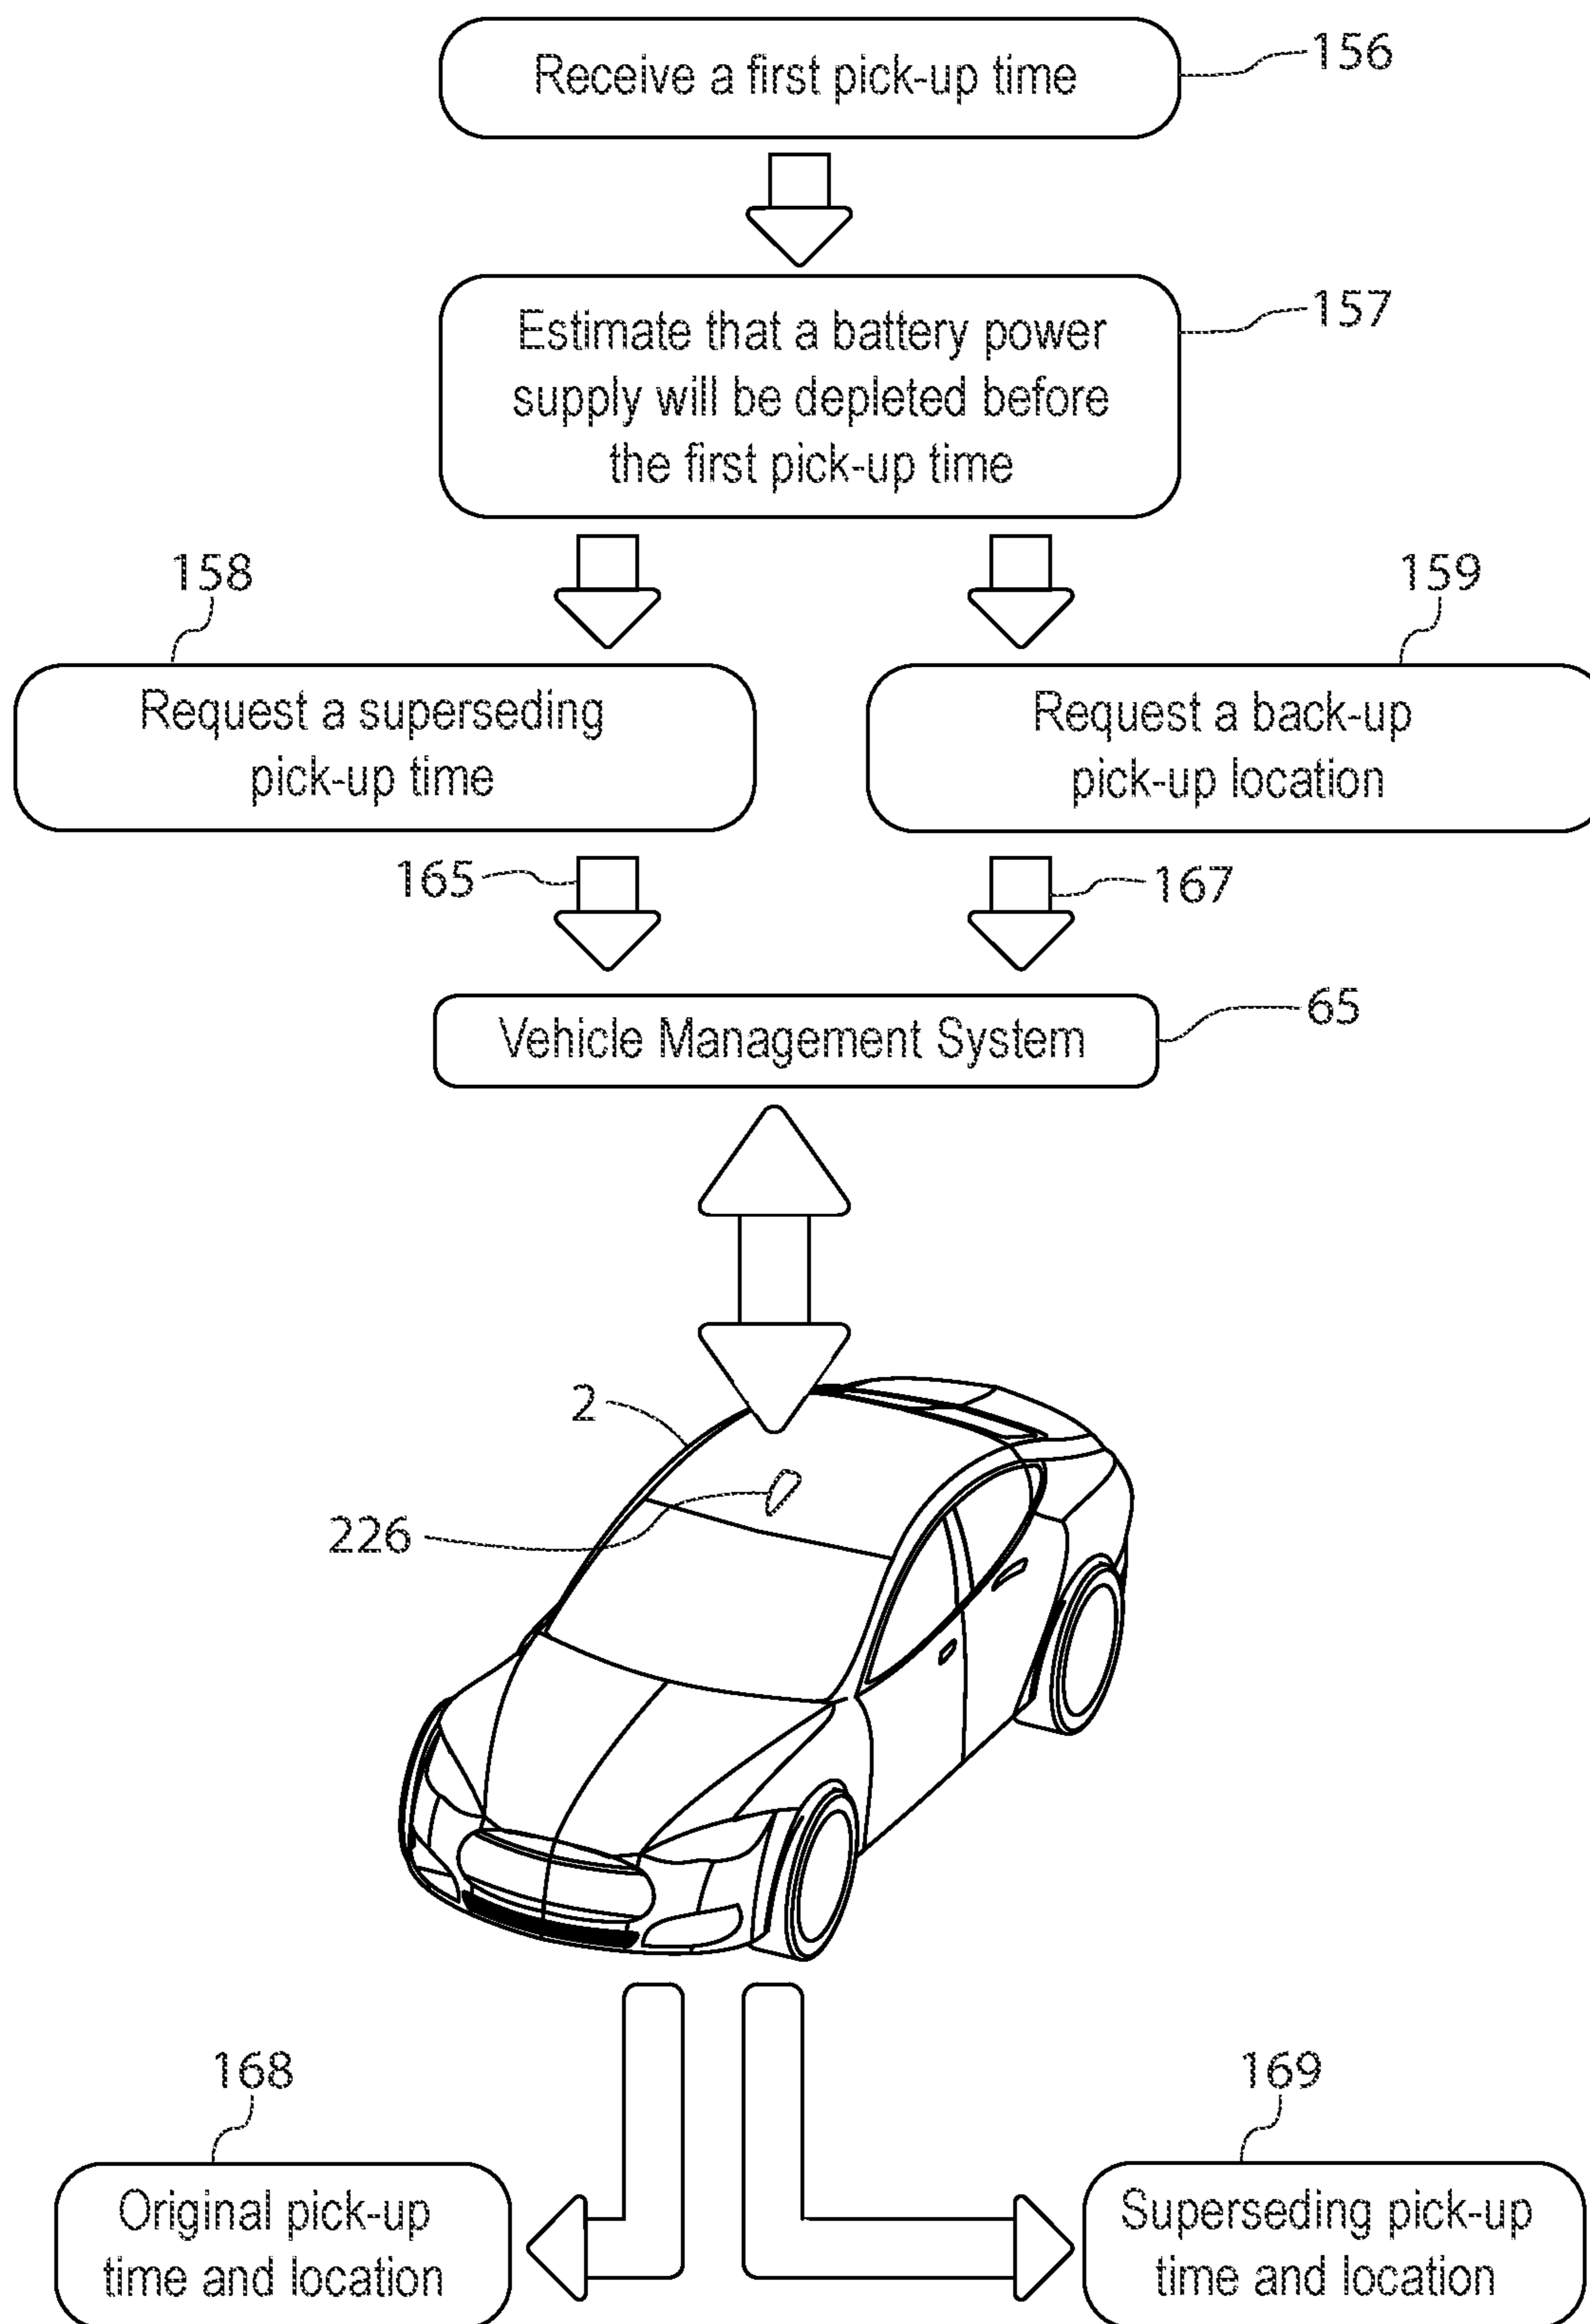 Receive a first pick-up time
156
Estimate that a battery power
supply will be depleted before
the first pick-up time
157
158
159
Request a superseding
pick-up time
Request a back-up
pick-up location
165
167
Vehicle Management System
65
2
226
168
169
Original pick-up
time and location
Superseding pick-up
time and location